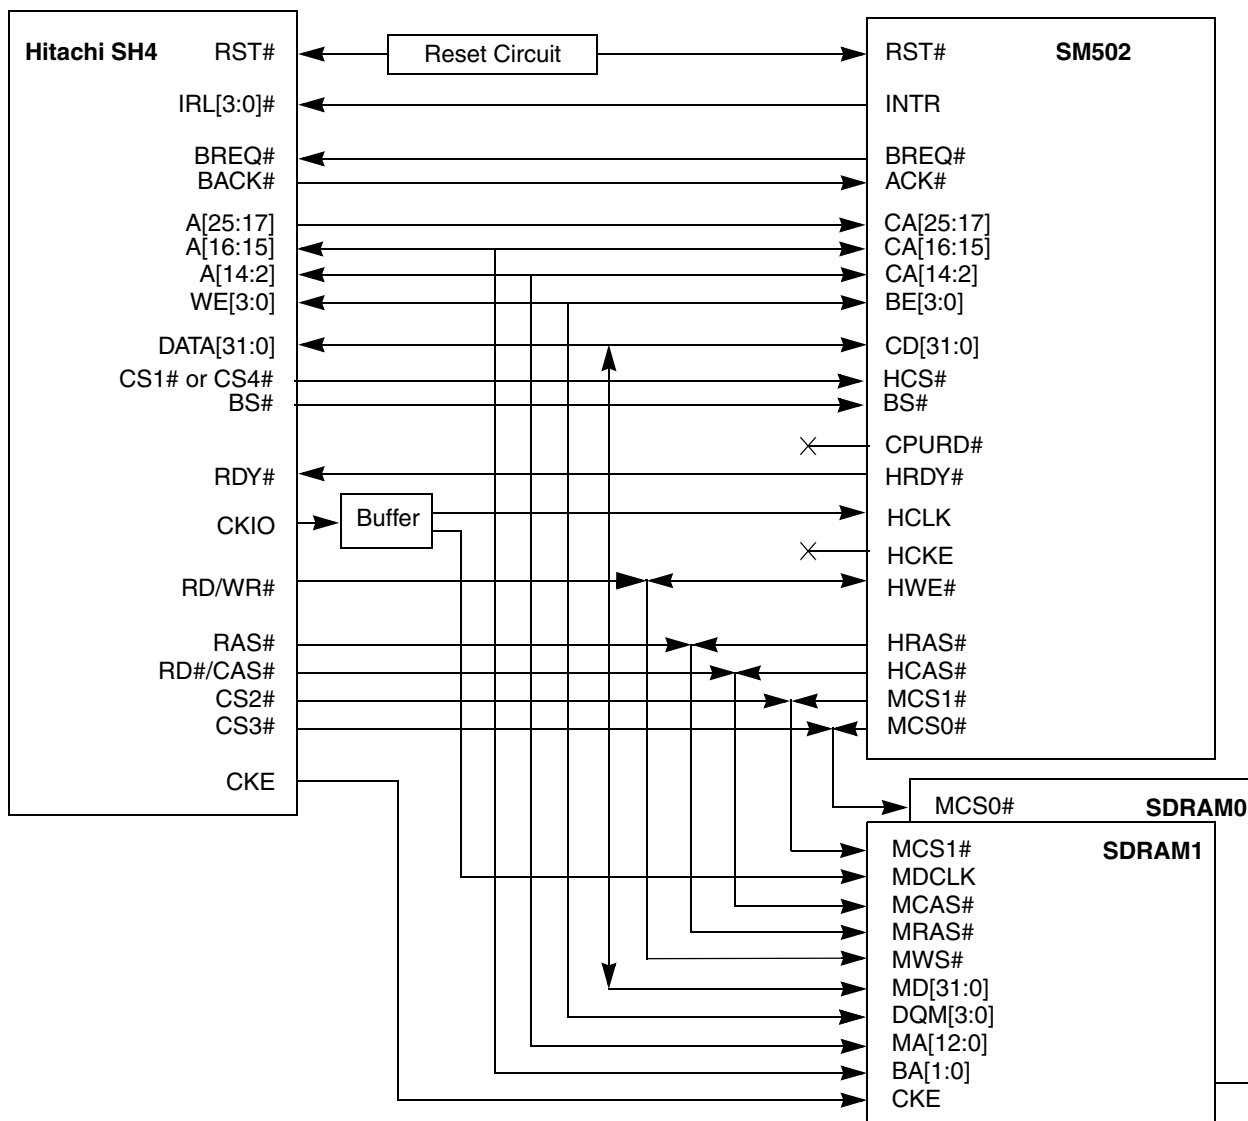 Hitachi SH4 RST# Reset Circuit RST# SM502
IRL[3:0]# INTR
BREQ# BREQ#
BACK# ACK#
A[25:17] CA[25:17]
A[16:15] CA[16:15]
A[14:2] CA[14:2]
WE[3:0] BE[3:0]
DATA[31:0] CD[31:0]
CS1# or CS4# HCS#
BS# BS#
CPURD#
RDY# HRDY#
CKIO Buffer HCLK
HCKE
RD/WR# HWE#
RAS# HRAS#
RD#/CAS# HCAS#
CS2# MCS1#
CS3# MCS0#
CKE
MCS0# SDRAM0
MCS1# SDRAM1
MDCLK
MCAS#
MRAS#
MWS#
MD[31:0]
DQM[3:0]
MA[12:0]
BA[1:0]
CKE